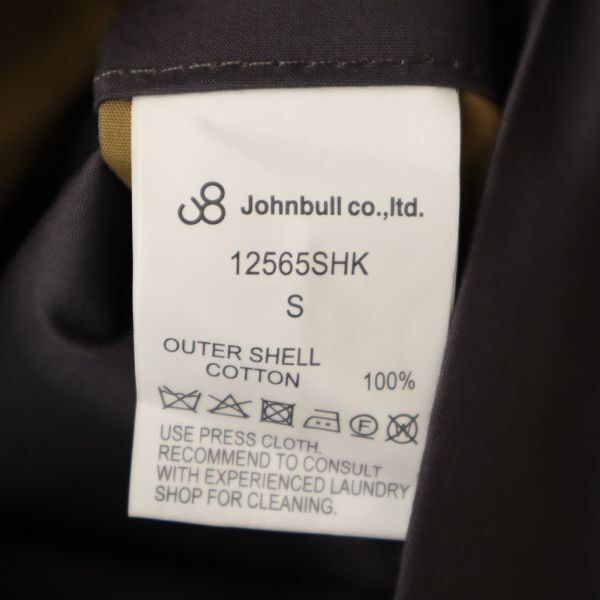 Johnbull co.,ltd.
12565SHK
S
OUTER SHELL
COTTON 100%
F W
USE PRESS CLOTH.
RECOMMEND TO CONSULT
WITH EXPERIENCED LAUNDRY
SHOP FOR CLEANING.